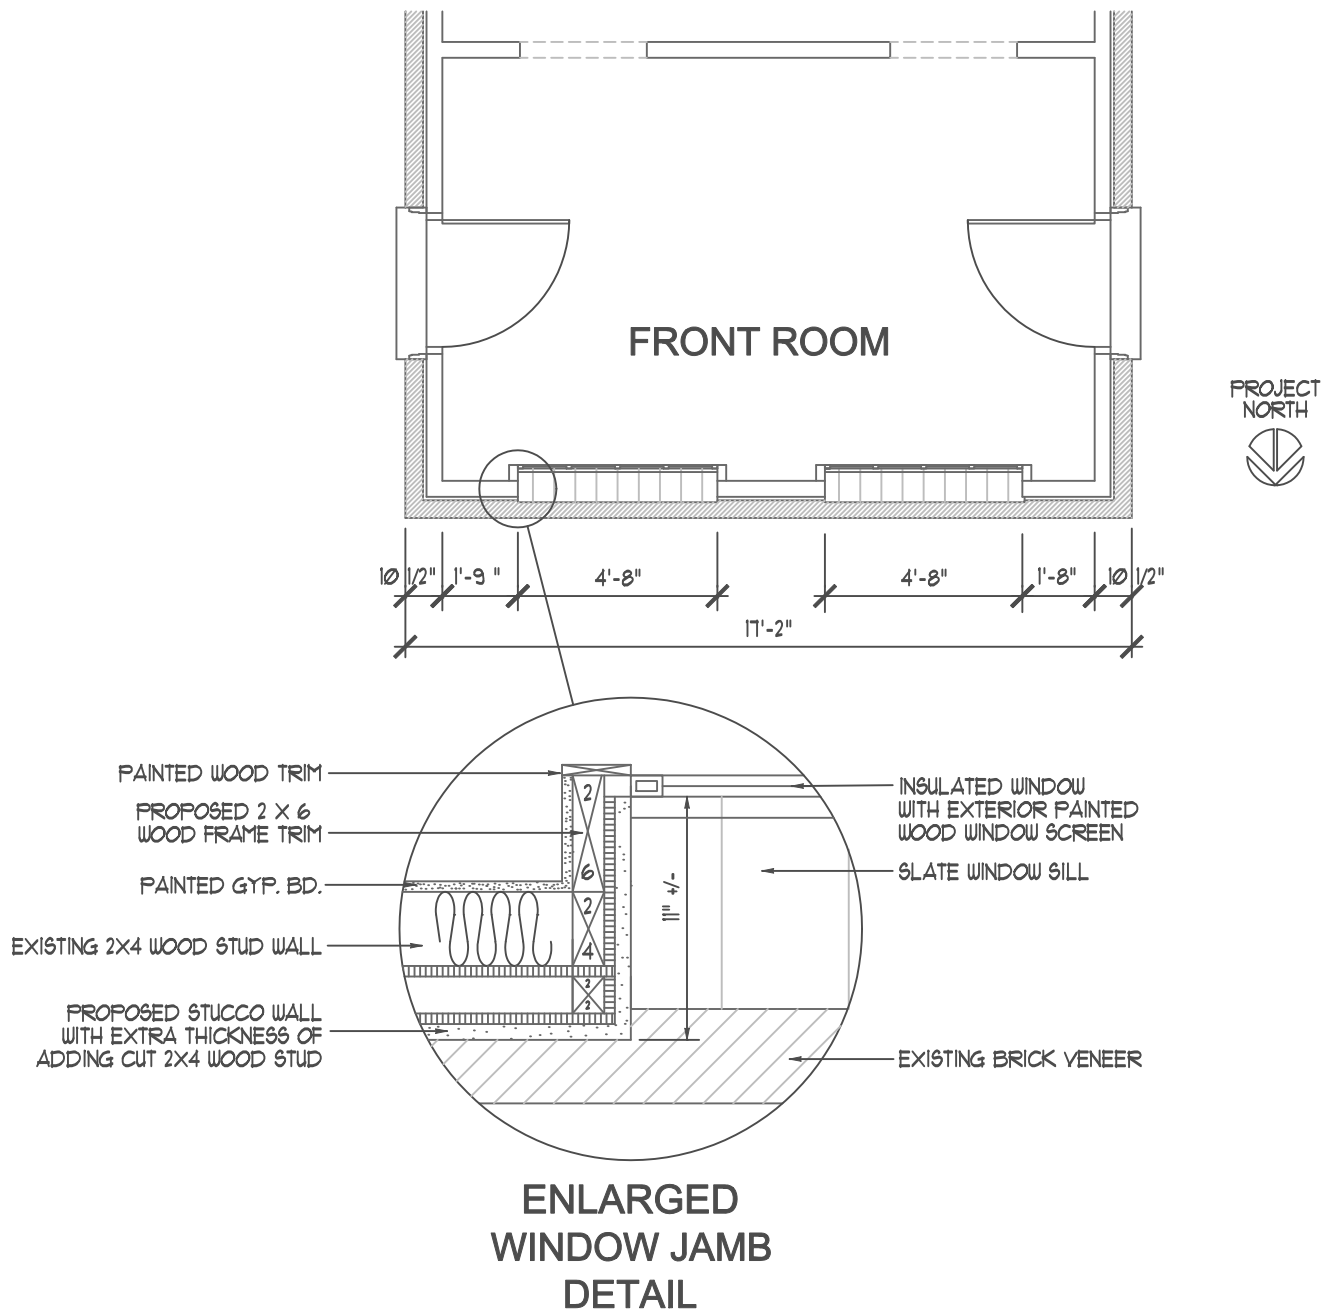 FRONT ROOM
PROJECT
NORTH
10 1/2" 1'-9 " 4'-8" 4'-8" 1'-8" 10 1/2"
17'-2"
PAINTED WOOD TRIM
PROPOSED 2 X 6
WOOD FRAME TRIM
PAINTED GYP. BD.
EXISTING 2X4 WOOD STUD WALL
PROPOSED STUCCO WALL
WITH EXTRA THICKNESS OF
ADDING CUT 2X4 WOOD STUD
2
6
2
4
2
2
11" +/-
INSULATED WINDOW
WITH EXTERIOR PAINTED
WOOD WINDOW SCREEN
SLATE WINDOW SILL
EXISTING BRICK VENEER
ENLARGED
WINDOW JAMB
DETAIL